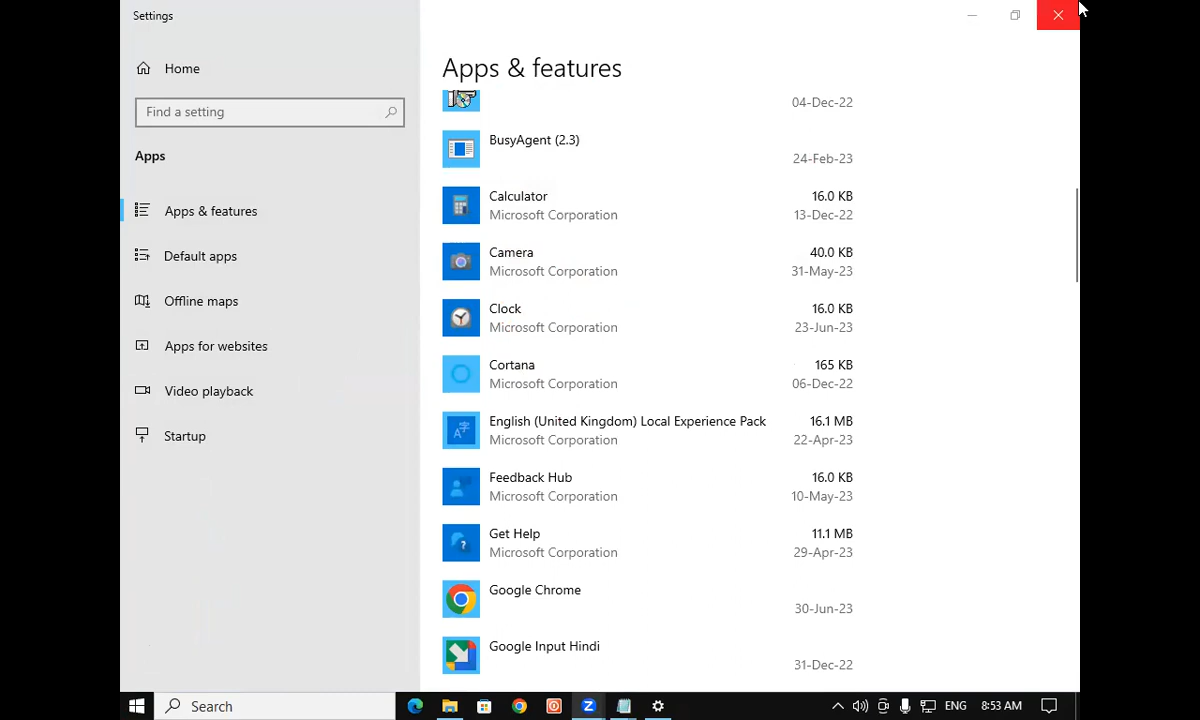 Settings
Home
Find a setting
Apps
Apps & features
Default apps
Offline maps
Apps for websites
Video playback
Startup
Apps & features
04-Dec-22
BusyAgent (2.3)
24-Feb-23
Calculator 16.0 KB
Microsoft Corporation 13-Dec-22
Camera 40.0 KB
Microsoft Corporation 31-May-23
Clock 16.0 KB
Microsoft Corporation 23-Jun-23
Cortana 165 KB
Microsoft Corporation 06-Dec-22
English (United Kingdom) Local Experience Pack 16.1 MB
Microsoft Corporation 22-Apr-23
Feedback Hub 16.0 KB
Microsoft Corporation 10-May-23
Get Help 11.1 MB
Microsoft Corporation 29-Apr-23
Google Chrome
30-Jun-23
Google Input Hindi
31-Dec-22
Search ENG 8:53 AM